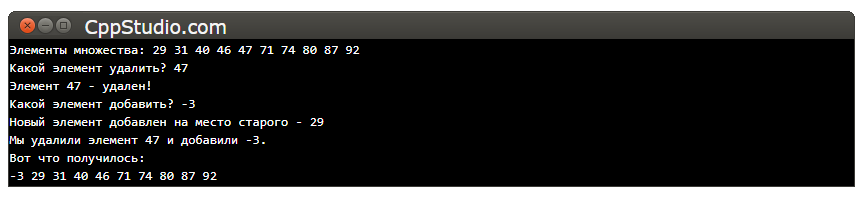 CppStudio.com
Элементы множества: 29 31 40 46 47 71 74 80 87 92
Какой элемент удалить? 47
Элемент 47 - удален!
Какой элемент добавить? -3
Новый элемент добавлен на место старого - 29
Мы удалили элемент 47 и добавили -3.
Вот что получилось:
-3 29 31 40 46 71 74 80 87 92